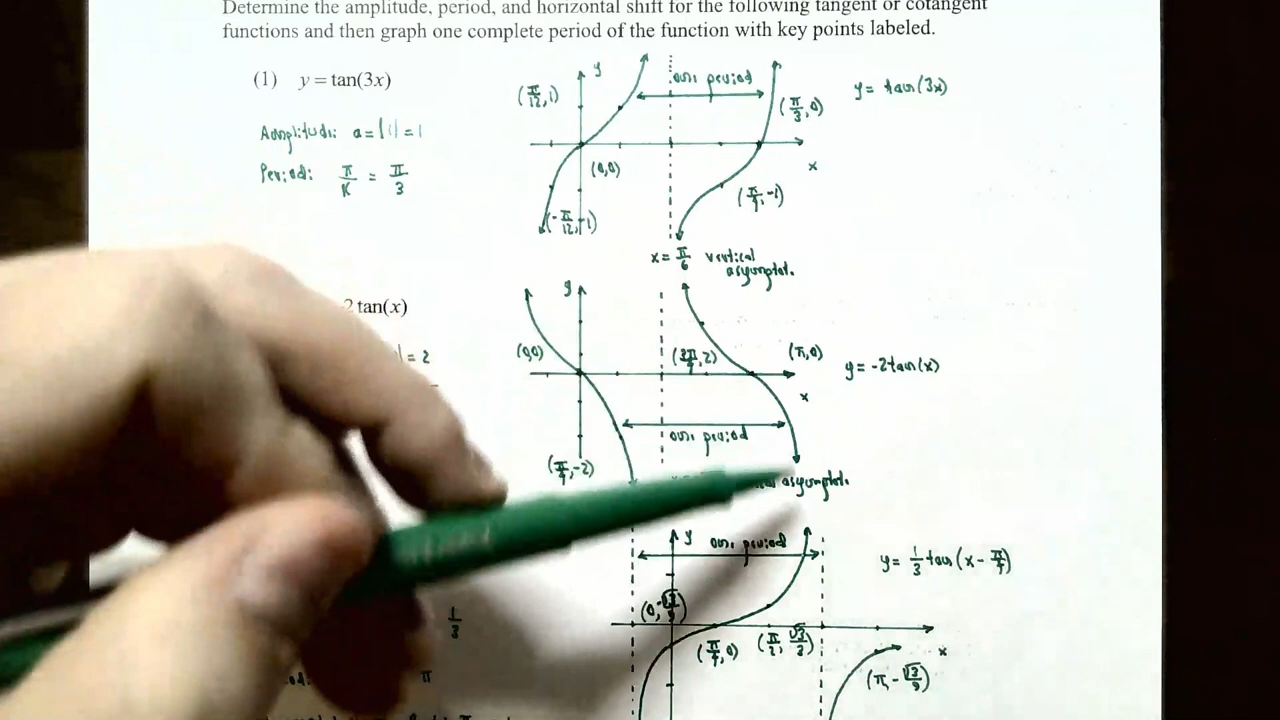 Determine the amplitude, period, and horizontal shift for the following tangent or cotangent
functions and then graph one complete period of the function with key points labeled.
(1) y = tan(3x)
Amplitude: a = |1| = 1
Period: π/K = π/3
y
(π/12, 1)
one period
(π/3, 0)
y = tan(3x)
(0,0)
x
(-π/12, -1)
(π/4, -1)
x = π/6 vertical
asymptote
2 tan(x)
| = 2
y
(0,0)
(3π/4, 2)
(π, 0)
y = -2tan(x)
x
one period
(π/4, -2)
asymptote
y
one period
y = 1/3 tan(x - π/4)
1/3
(π/4, 0)
x
π